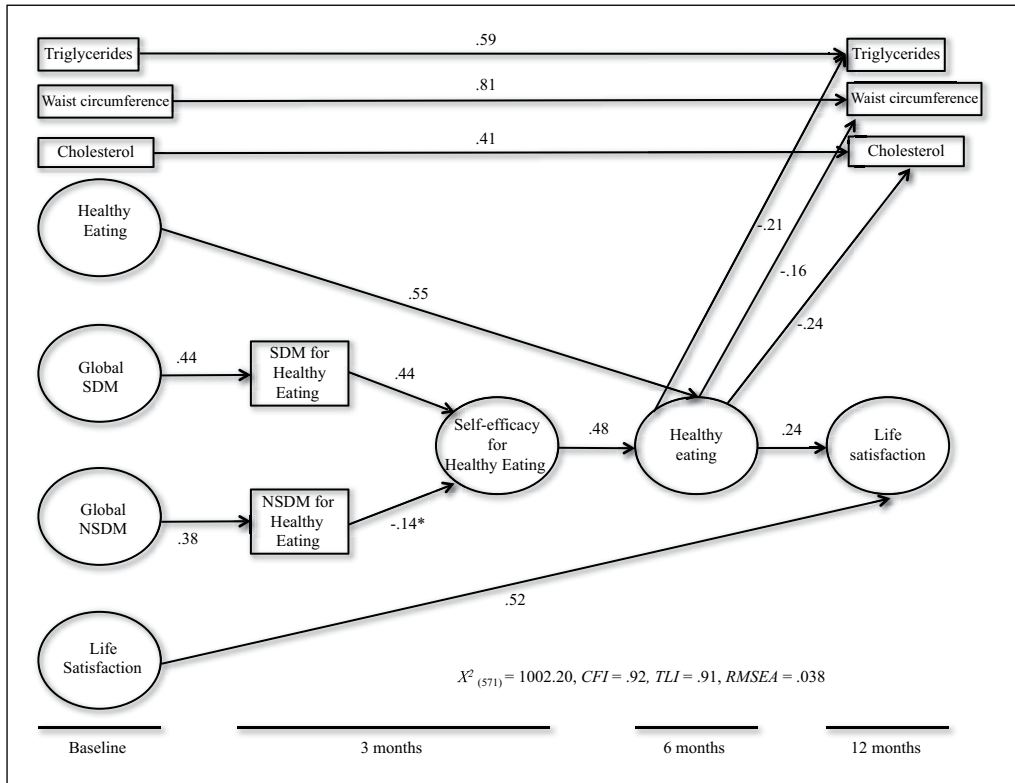 Triglycerides
.59
Triglycerides
Waist circumference
.81
Waist circumference
Cholesterol
.41
Cholesterol
Healthy
Eating
-.21
-.16
.55
-.24
Global
SDM
.44
SDM for
Healthy
Eating
.44
Self-efficacy
for
Healthy Eating
.48
Healthy
eating
.24
Life
satisfaction
Global
NSDM
.38
NSDM for
Healthy
Eating
-.14*
.52
Life
Satisfaction
X² (571) = 1002.20, CFI = .92, TLI = .91, RMSEA = .038
Baseline
3 months
6 months
12 months